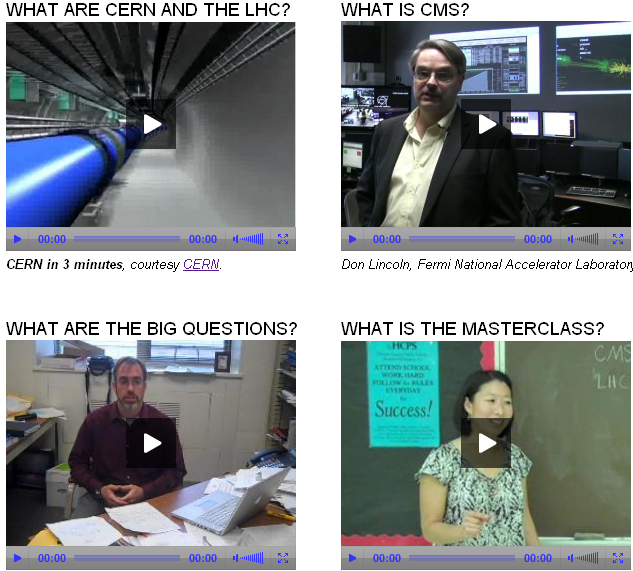 WHAT ARE CERN AND THE LHC?
WHAT IS CMS?
00:00 00:00
00:00 00:00
CERN in 3 minutes, courtesy CERN.
Don Lincoln, Fermi National Accelerator Laboratory
WHAT ARE THE BIG QUESTIONS?
WHAT IS THE MASTERCLASS?
HCPS
ATTEND SCHOOL
WORK HARD
FOLLOW the RULES
EVERYDAY
for
Success!
CMS
LHC
00:00 00:00
00:00 00:00